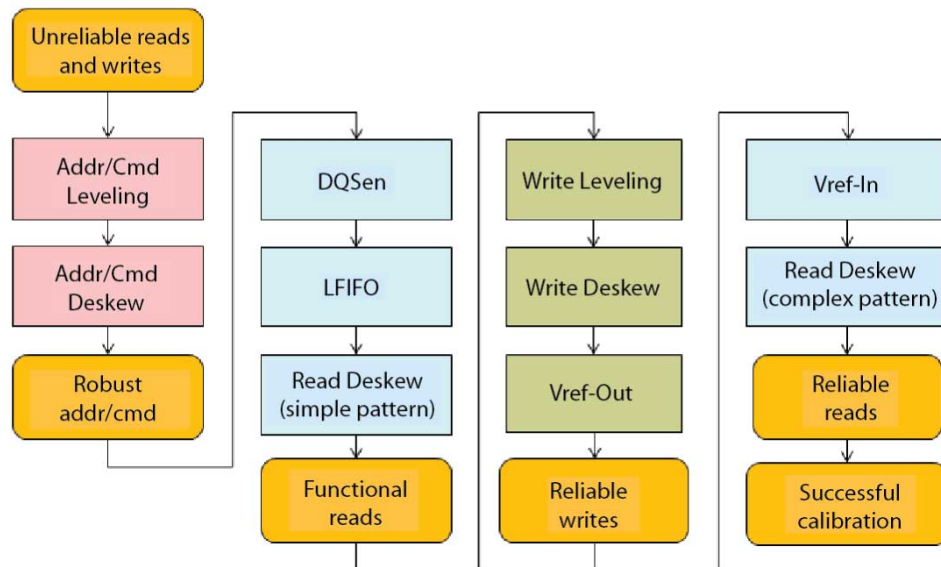 Unreliable reads
and writes
Addr/Cmd
Leveling
Addr/Cmd
Deskew
Robust
addr/cmd
DQSen
LFIFO
Read Deskew
(simple pattern)
Functional
reads
Write Leveling
Write Deskew
Vref-Out
Reliable
writes
Vref-In
Read Deskew
(complex pattern)
Reliable
reads
Successful
calibration